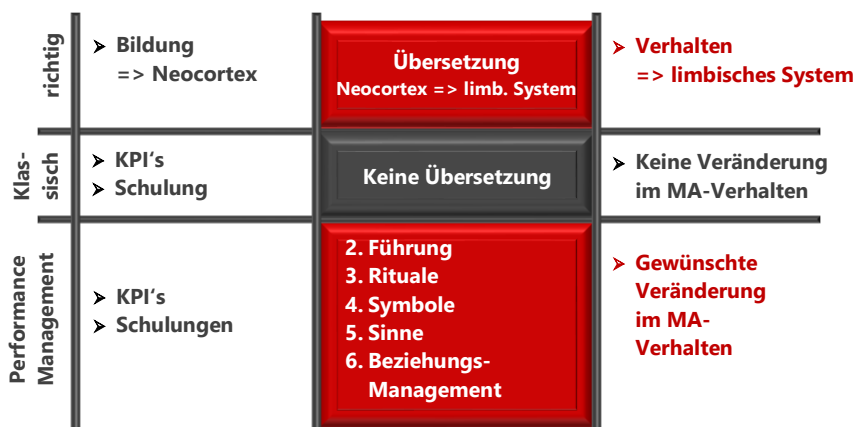 richtig
➢ Bildung
=> Neocortex
Übersetzung
Neocortex => limb. System
➢ Verhalten
=> limbisches System
Klas-
sisch
➢ KPI‘s
➢ Schulung
Keine Übersetzung
➢ Keine Veränderung
im MA-Verhalten
Performance
Management
➢ KPI‘s
➢ Schulungen
2. Führung
3. Rituale
4. Symbole
5. Sinne
6. Beziehungs-
Management
➢ Gewünschte
Veränderung
im MA-
Verhalten